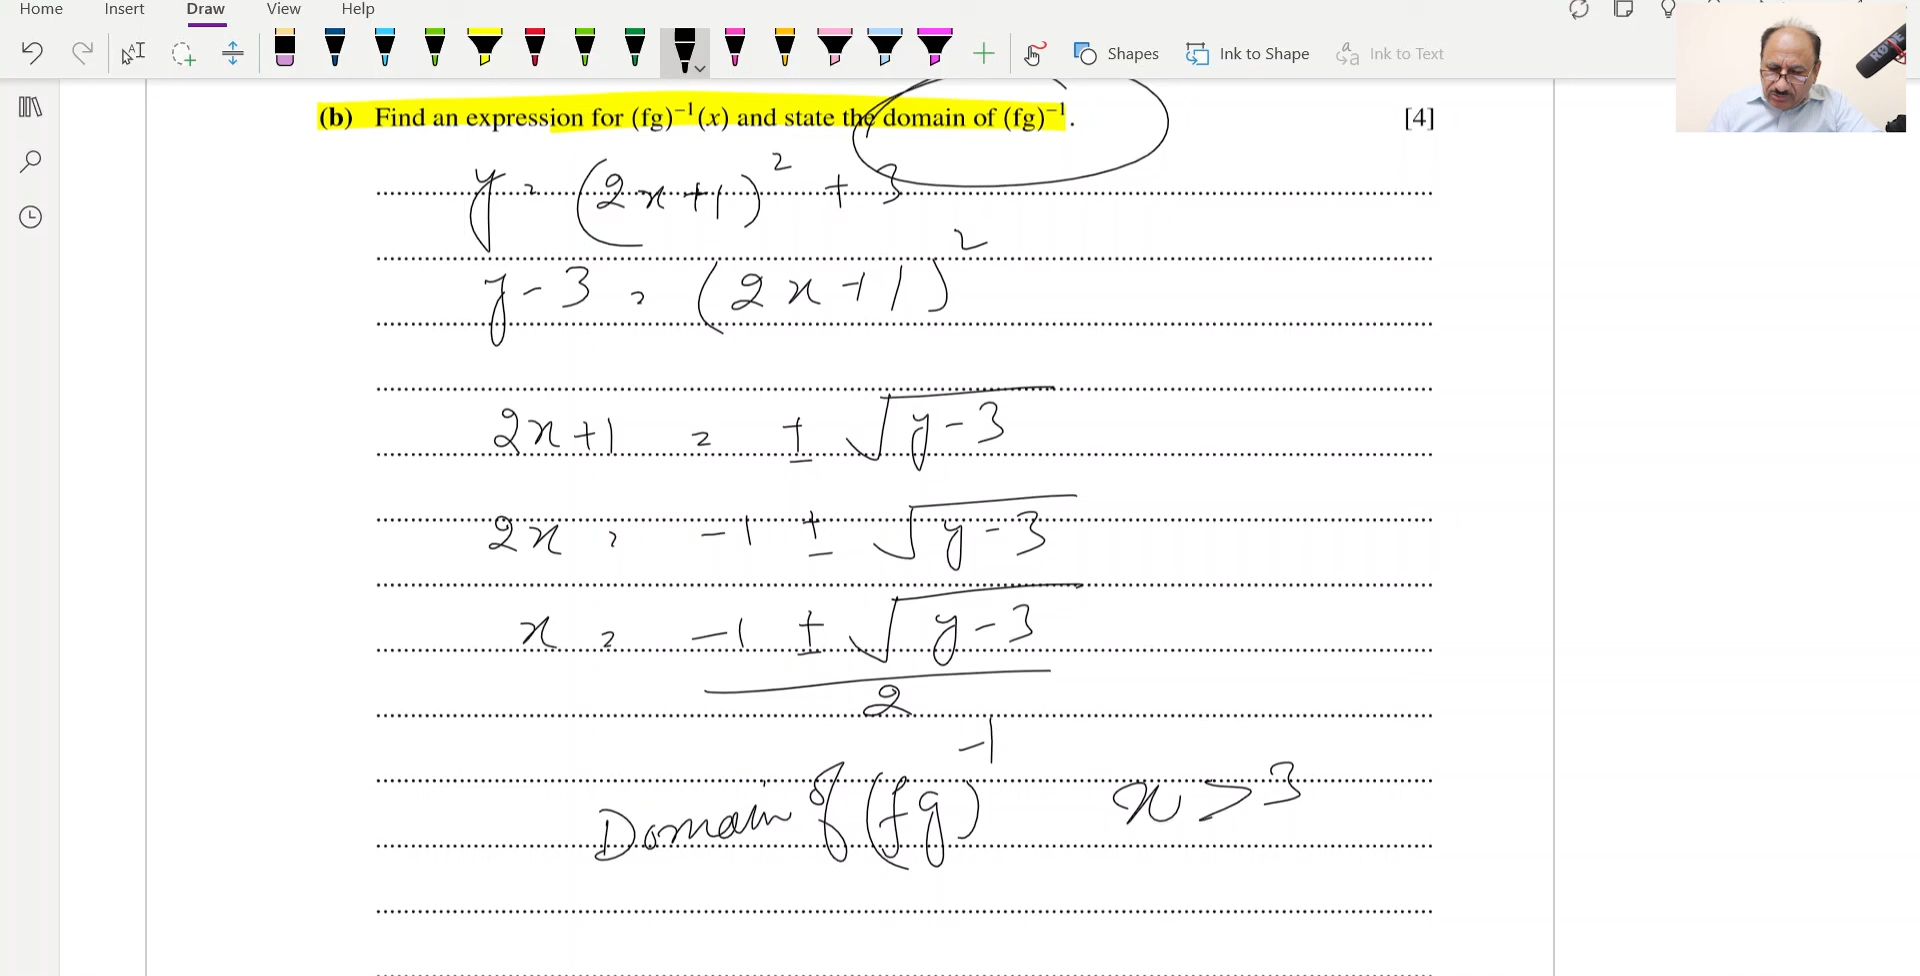 Home Insert Draw View Help
Shapes Ink to Shape Ink to Text
RØDE
(b) Find an expression for (fg)⁻¹(x) and state the domain of (fg)⁻¹. [4]
y = (2x+1)² + 3
y - 3 = (2x+1)²
2x+1 = ± √(y-3)
2x = -1 ± √(y-3)
x = (-1 ± √(y-3))/2
Domain of (fg)⁻¹ x > 3